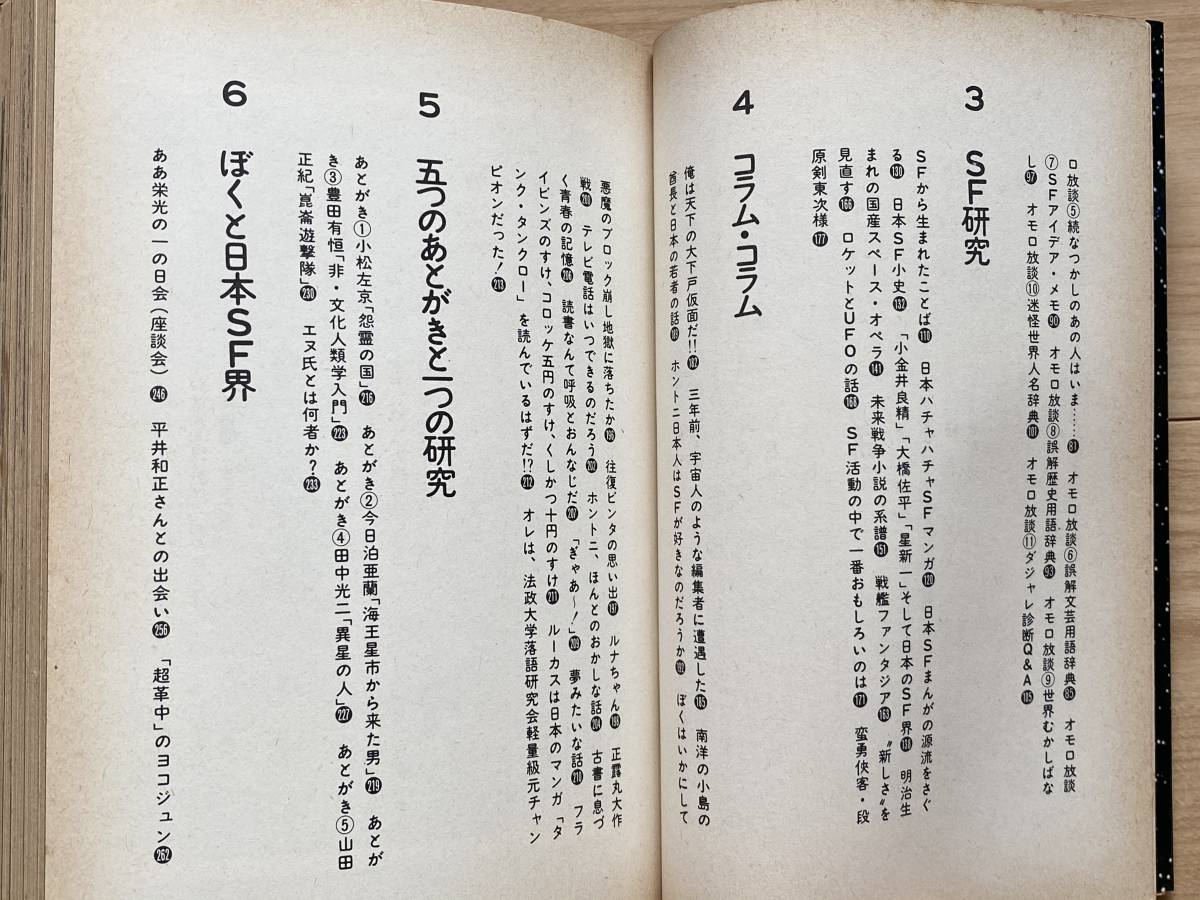 ロ放談⑤続なつかしのあの人はいま……81　オモロ放談⑥誤解文芸用語辞典85　オモロ放談
⑦SFアイデア・メモ90　オモロ放談⑧誤解歴史用語辞典93　オモロ放談⑨世界むかしばな
し97　オモロ放談⑩迷怪世界人名辞典101　オモロ放談⑪ダジャレ診断Q&A105
3　SF研究
SFから生まれたことば110　日本ハチャハチャSFマンガ120　日本SFまんがの源流をさぐ
る130　日本SF小史132　「小金井良精」「大橋佐平」「星新一」そして日本のSF界138　明治生
まれの国産スペース・オペラ141　未来戦争小説の系譜151　戦艦ファンタジア163　〝新しさ〟を
見直す166　ロケットとUFOの話168　SF活動の中で一番おもしろいのは171　蛮勇侠客・段
原剣東次様177
4　コラム・コラム
俺は天下の大下戸仮面だ!!182　三年前、宇宙人のような編集者に遭遇した185　南洋の小島の
酋長と日本の若者の話189　ホントニ日本人はSFが好きなのだろうか192　ぼくはいかにして
悪魔のブロック崩し地獄に落ちたか195　往復ビンタの思い出197　ルナちゃん198　正露丸大作
戦200　テレビ電話はいつできるのだろう202　ホントニ、ほんとのおかしな話204　古書に息づ
く青春の記憶206　読書なんて呼吸とおんなじだ207　「ぎゃあ〜！」209　夢みたいな話210　フラ
イビンズのすけ、コロッケ五円のすけ、くしかつ十円のすけ211　ルーカスは日本のマンガ「タ
ンク・タンクロー」を読んでいるはずだ!?212　オレは、法政大学落語研究会軽量級元チャン
ピオンだった！213
5　五つのあとがきと一つの研究
あとがき①小松左京「怨霊の国」216　あとがき②今日泊亜蘭「海王星市から来た男」219　あとが
き③豊田有恒「非・文化人類学入門」223　あとがき④田中光二「異星の人」227　あとがき⑤山田
正紀「崑崙遊撃隊」230　エヌ氏とは何者か？233
6　ぼくと日本SF界
ああ栄光の一の日会（座談会）246　平井和正さんとの出会い256　「超革中」のヨコジュン262